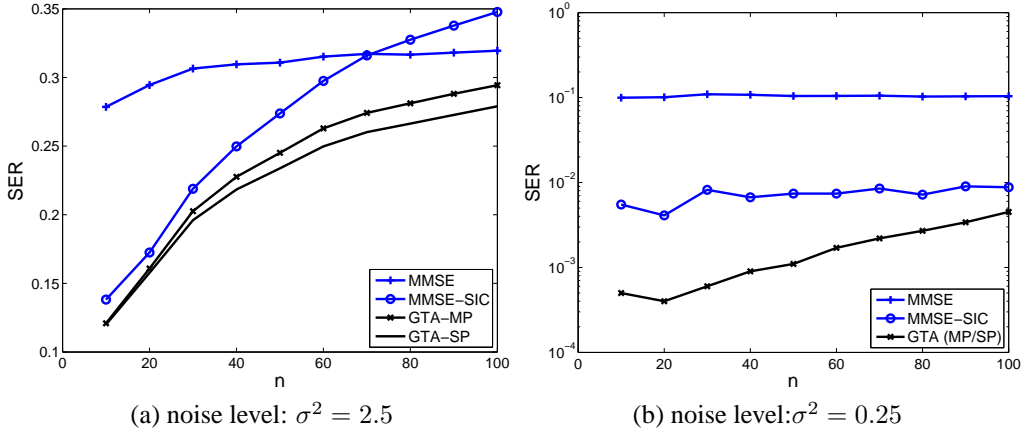 0.35
0.3
0.25
0.2
0.15
0.1
0 20 40 60 80 100
SER
n
MMSE
MMSE−SIC
GTA−MP
GTA−SP
(a) noise level: σ² = 2.5
10⁰
10⁻¹
10⁻²
10⁻³
10⁻⁴
0 20 40 60 80 100
SER
n
MMSE
MMSE−SIC
GTA (MP/SP)
(b) noise level:σ² = 0.25